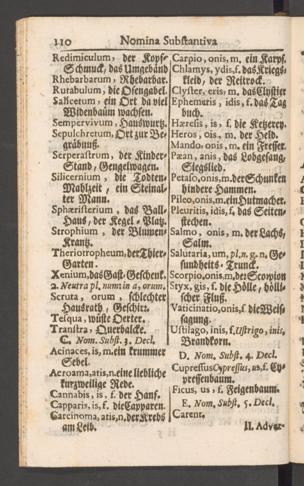 110 Nomina Substantiva
Redimiculum, der Kopf-
Schmuck, das Umgebänd
Rhebarbarum, Rhebarbar.
Rutabulum, die Ofengabel.
Salicetum, ein Ort da viel
Widenbäum wachsen.
Sempervivum, Hauswurtz.
Sepulchretum, Ort zur Be-
gräbnuß.
Serperastrum, der Kinder-
Stand, Gengelwagen.
Silicernium, die Todten-
Mahlzeit, ein Steinal-
ter Mann.
Sphæristerium, das Ball-
Haus, der Kegel-Platz.
Strophium, der Blumen-
Krantz.
Theriotropheum, der Thier-
Garten.
Xenium, das Gast-Geschenk.
2. Neutra pl, num in a, orum.
Scruta, orum, schlechter
Haußrath, Geschirr.
Tesqua, wüste Oerter.
Transtra, Querbalcke.
C. Nom. Subst. 3. Decl.
Acinaces, is, m. ein krummer
Sebel.
Acroama, atis, n. eine liebliche
kurzweilige Rede.
Cannabis, is, f. der Hanf.
Capparis, is, f. die Capparen.
Carcinoma, atis, n. der Krebs
am Leib.
Carpio, onis, m, ein Karpf.
Chlamys, ydis, f. das Kriegs-
kleid, der Reitrock.
Clyster, eris, m. das Clystier
Ephemeris, idis, f. das Tag
buch.
Hæresis, is, f. die Ketzerey.
Heros, ois, m. der Held.
Mando, onis, m. ein Fresser.
Pæan, anis, das Lobgesang,
Siegslied.
Petaso, onis, m. der Schuncken
hindere Hammen.
Pileo, onis, m. ein Hutmacher.
Pleuritis, idis, f. das Seiten-
stechen.
Salmo, onis, m. der Lachs,
Salm.
Salutaria, um, pl. n. g. n. Ge-
sundheits-Trunck.
Scorpio, onis, m. der Scorpion
Styx, gis, f. die Hölle, hölli-
scher Fluß.
Vaticinatio, onis, f. die Weis-
sagung.
Ustilago, inis, f. Ustrigo, inis,
Brandkorn.
D. Nom. Subst. 4. Decl.
Cupressus Cypressus, us, f. Cy-
pressenbaum.
Ficus, us, f. Feigenbaum.
E. Nom. Subst. 5. Decl.
Carent.
II. Adver-